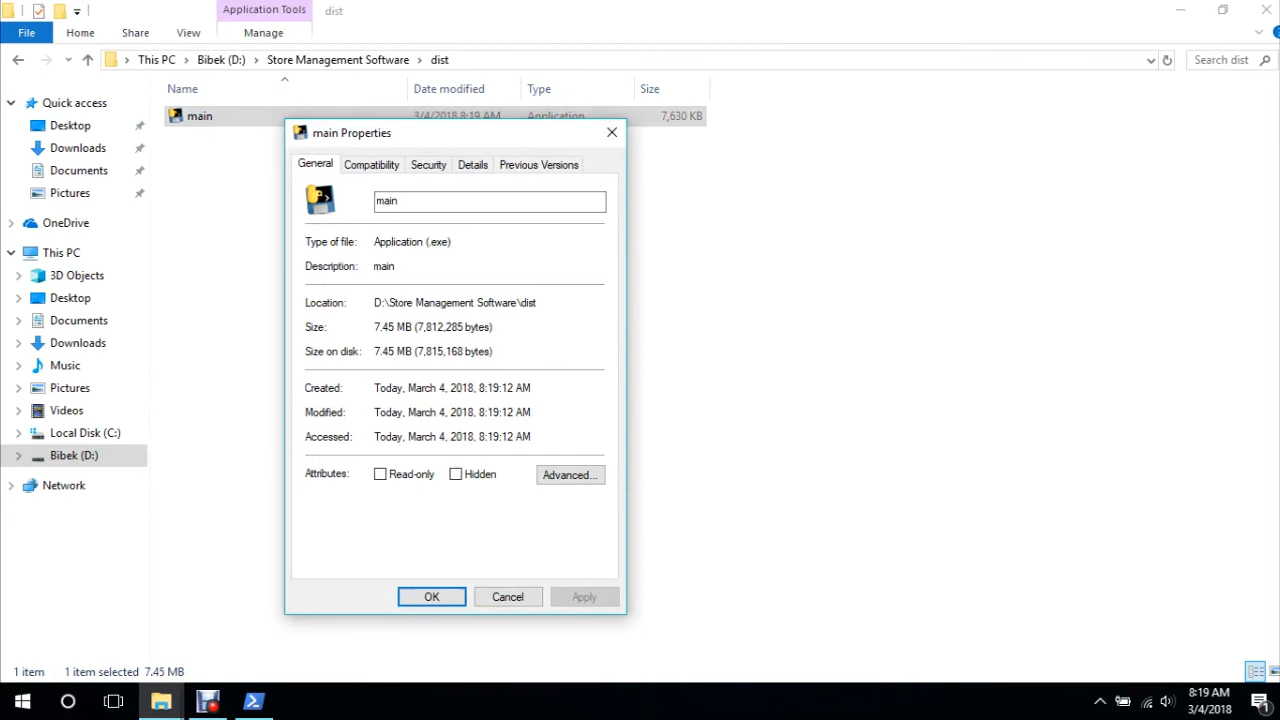 Application Tools
dist
File
Home
Share
View
Manage
This PC
Bibek (D:)
Store Management Software
dist
Search dist
Name
Date modified
Type
Size
main
3/4/2018 8:19 AM
Application
7,630 KB
Quick access
Desktop
Downloads
Documents
Pictures
OneDrive
This PC
3D Objects
Desktop
Documents
Downloads
Music
Pictures
Videos
Local Disk (C:)
Bibek (D:)
Network
main Properties
General
Compatibility
Security
Details
Previous Versions
main
Type of file: Application (.exe)
Description: main
Location: D:\Store Management Software\dist
Size: 7.45 MB (7,812,285 bytes)
Size on disk: 7.45 MB (7,815,168 bytes)
Created: Today, March 4, 2018, 8:19:12 AM
Modified: Today, March 4, 2018, 8:19:12 AM
Accessed: Today, March 4, 2018, 8:19:12 AM
Attributes: Read-only Hidden Advanced...
OK
Cancel
Apply
1 item
1 item selected 7.45 MB
8:19 AM
3/4/2018
1